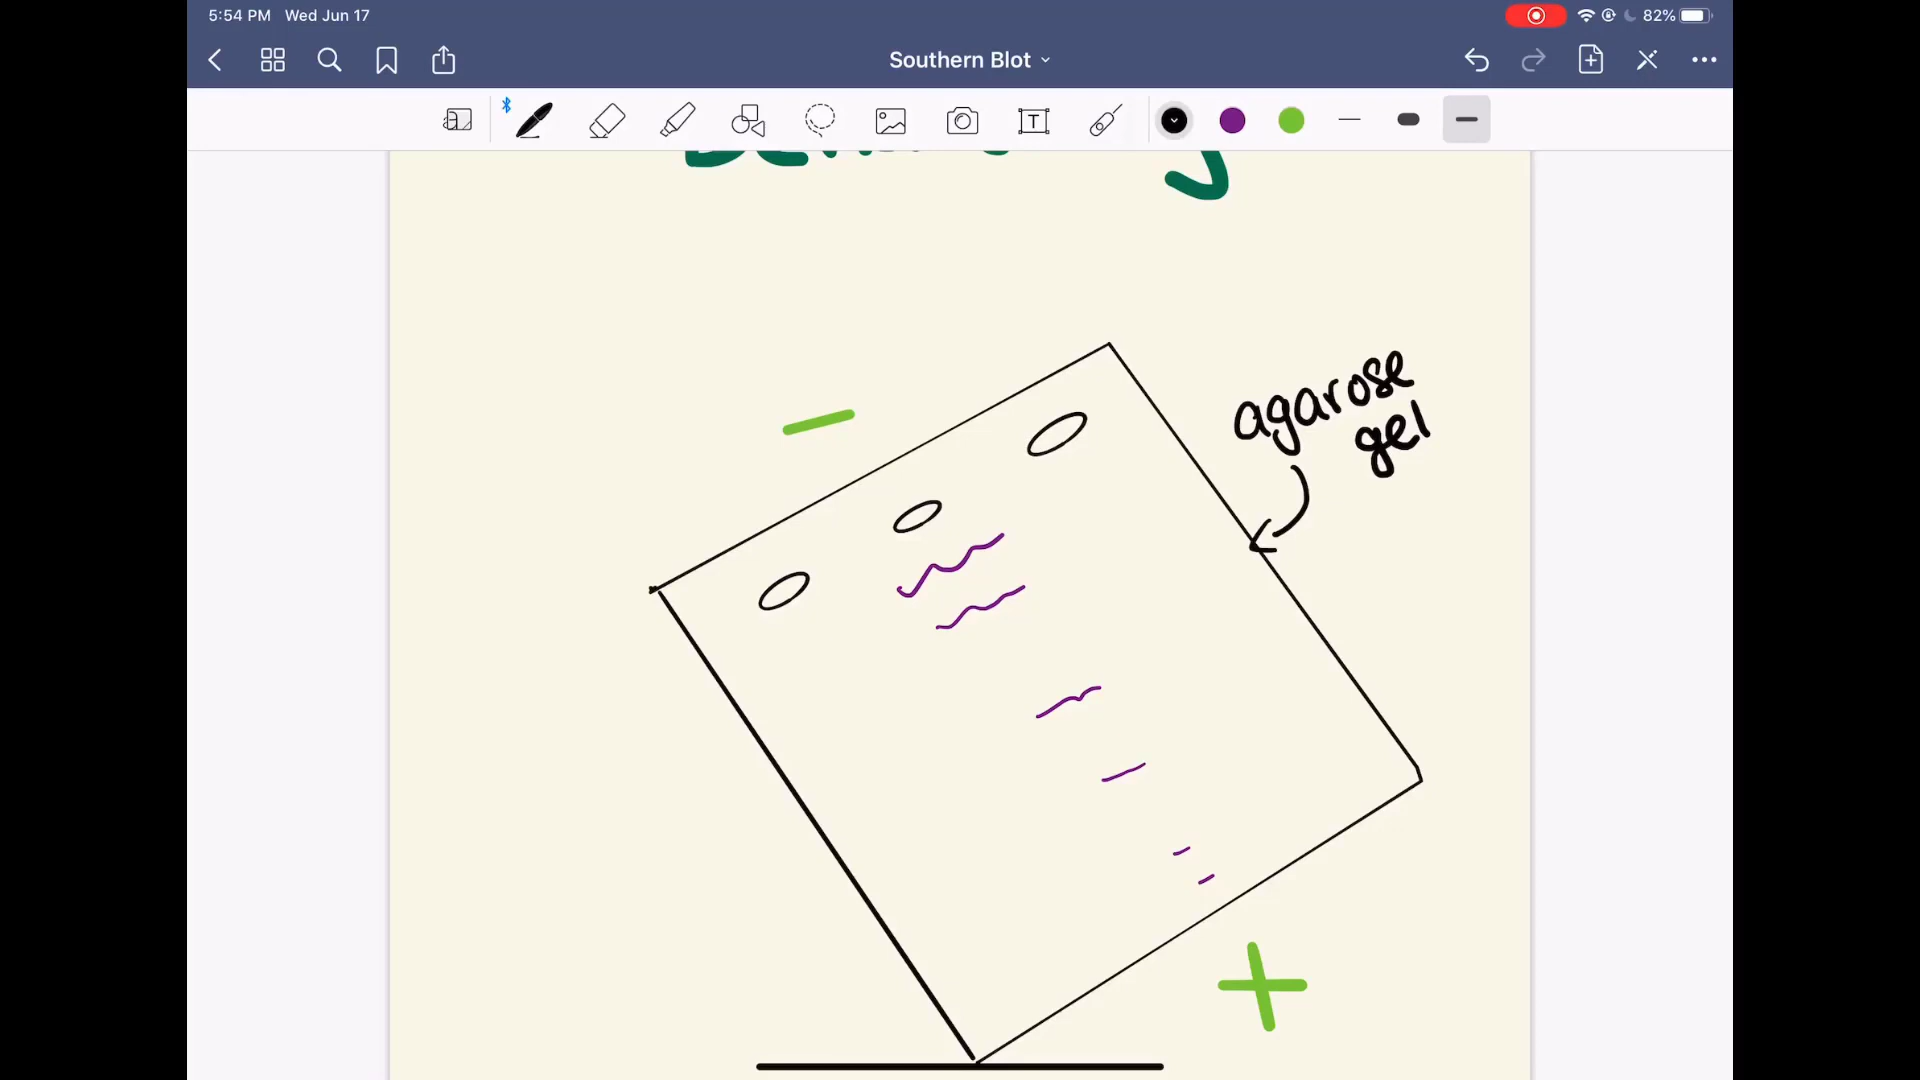 5:54 PM Wed Jun 17
82%
Southern Blot
T
−
agarose
gel
+